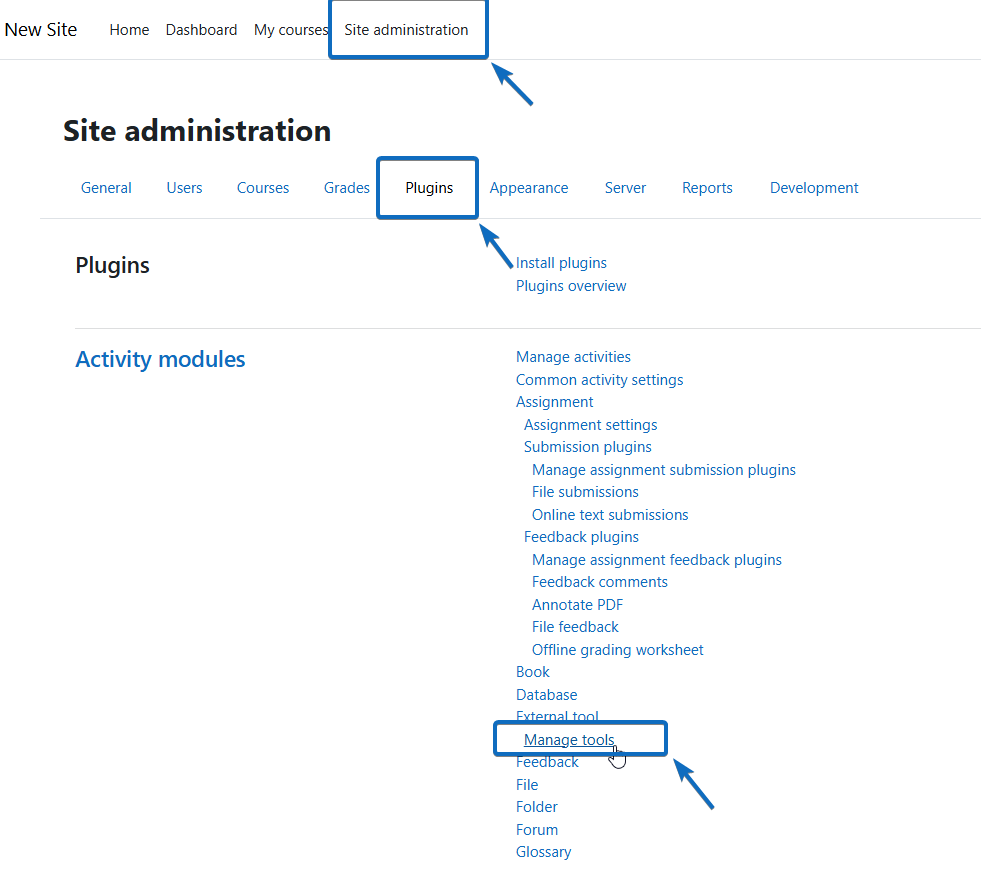 New Site Home Dashboard My courses Site administration
Site administration
General Users Courses Grades Plugins Appearance Server Reports Development
Plugins
Install plugins
Plugins overview
Activity modules
Manage activities
Common activity settings
Assignment
Assignment settings
Submission plugins
Manage assignment submission plugins
File submissions
Online text submissions
Feedback plugins
Manage assignment feedback plugins
Feedback comments
Annotate PDF
File feedback
Offline grading worksheet
Book
Database
External tool
Manage tools
Feedback
File
Folder
Forum
Glossary